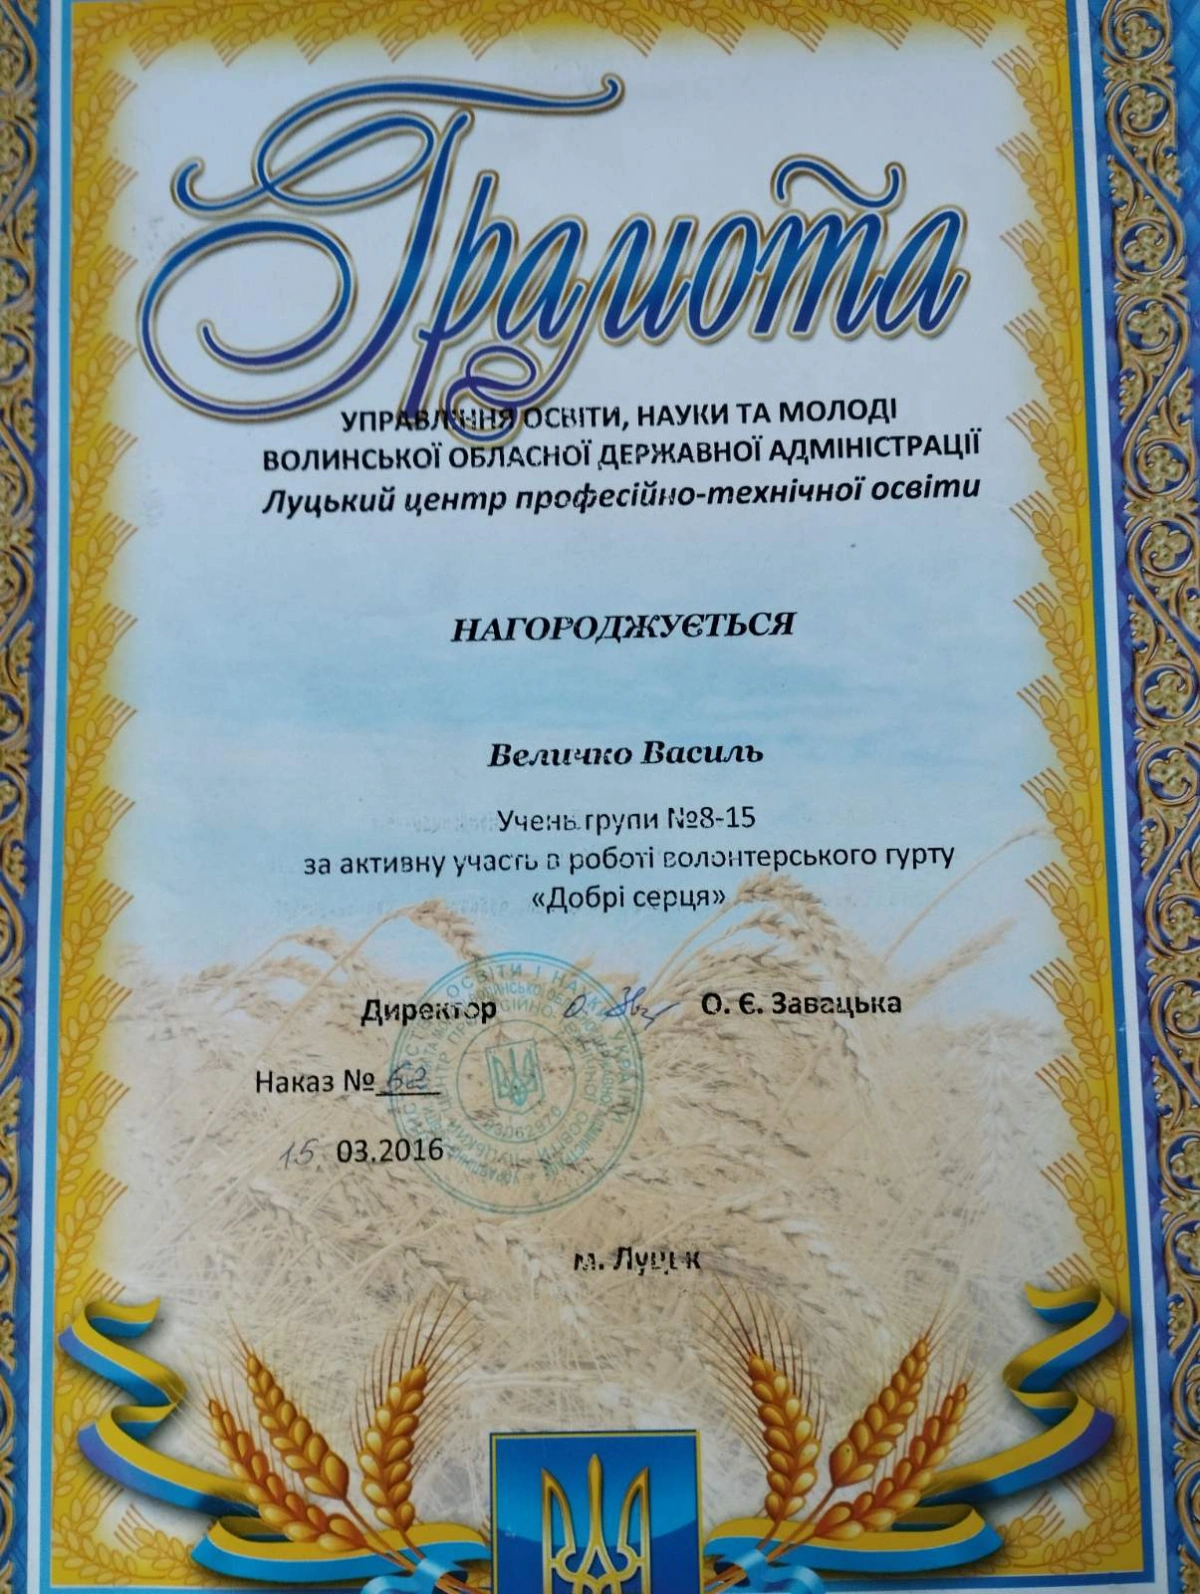 Грамота
УПРАВЛІННЯ ОСВІТИ, НАУКИ ТА МОЛОДІ
ВОЛИНСЬКОЇ ОБЛАСНОЇ ДЕРЖАВНОЇ АДМІНІСТРАЦІЇ
Луцький центр професійно-технічної освіти
НАГОРОДЖУЄТЬСЯ
Величко Василь
Учень групи №8-15
за активну участь в роботі волонтерського гурту
«Добрі серця»
Директор О. Є. Завацька
Наказ №
15 03.2016
м. Луцьк